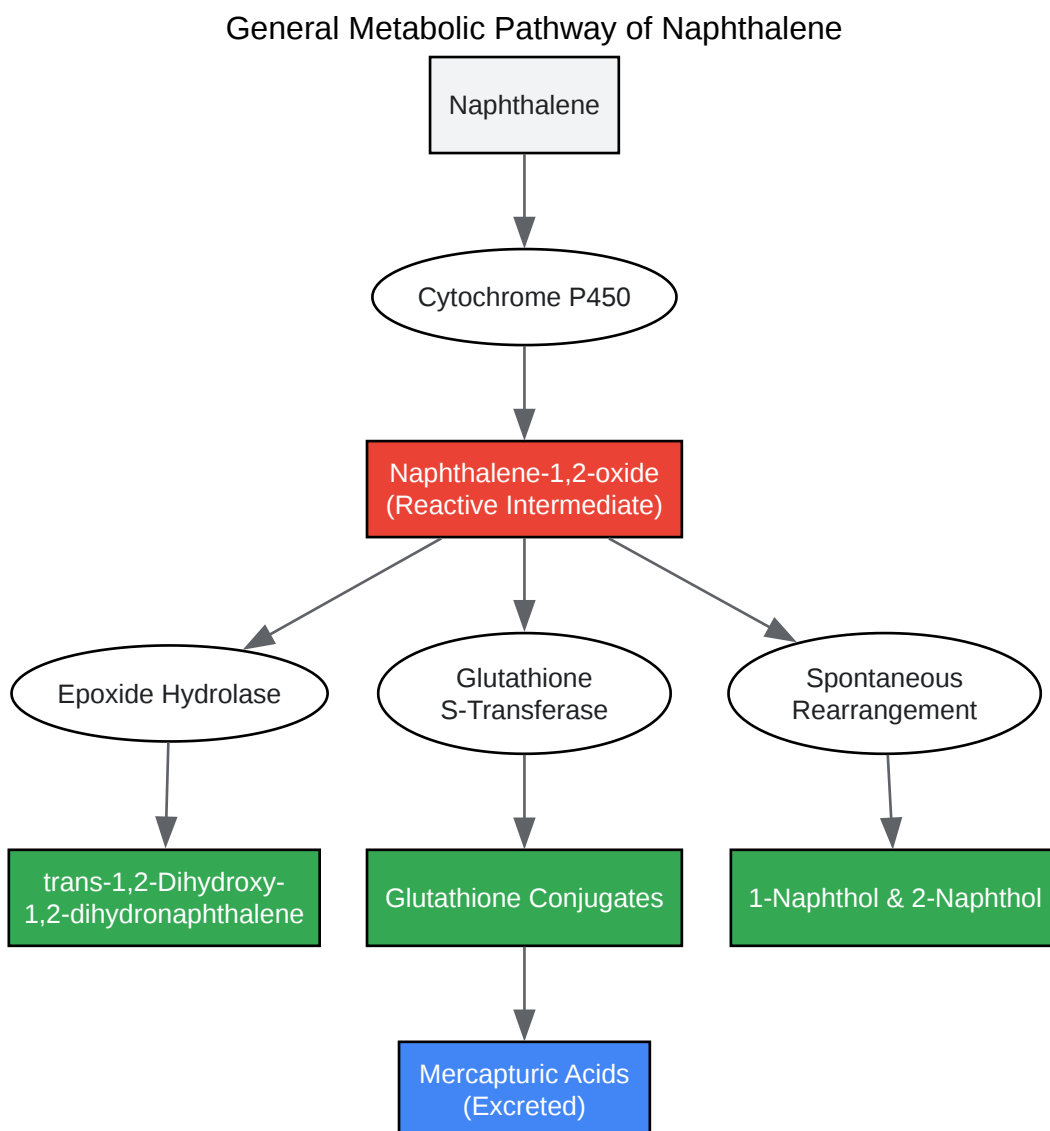 General Metabolic Pathway of Naphthalene
Naphthalene
Cytochrome P450
Naphthalene-1,2-oxide
(Reactive Intermediate)
Epoxide Hydrolase
Glutathione
S-Transferase
Spontaneous
Rearrangement
trans-1,2-Dihydroxy-
1,2-dihydronaphthalene
Glutathione Conjugates
1-Naphthol & 2-Naphthol
Mercapturic Acids
(Excreted)